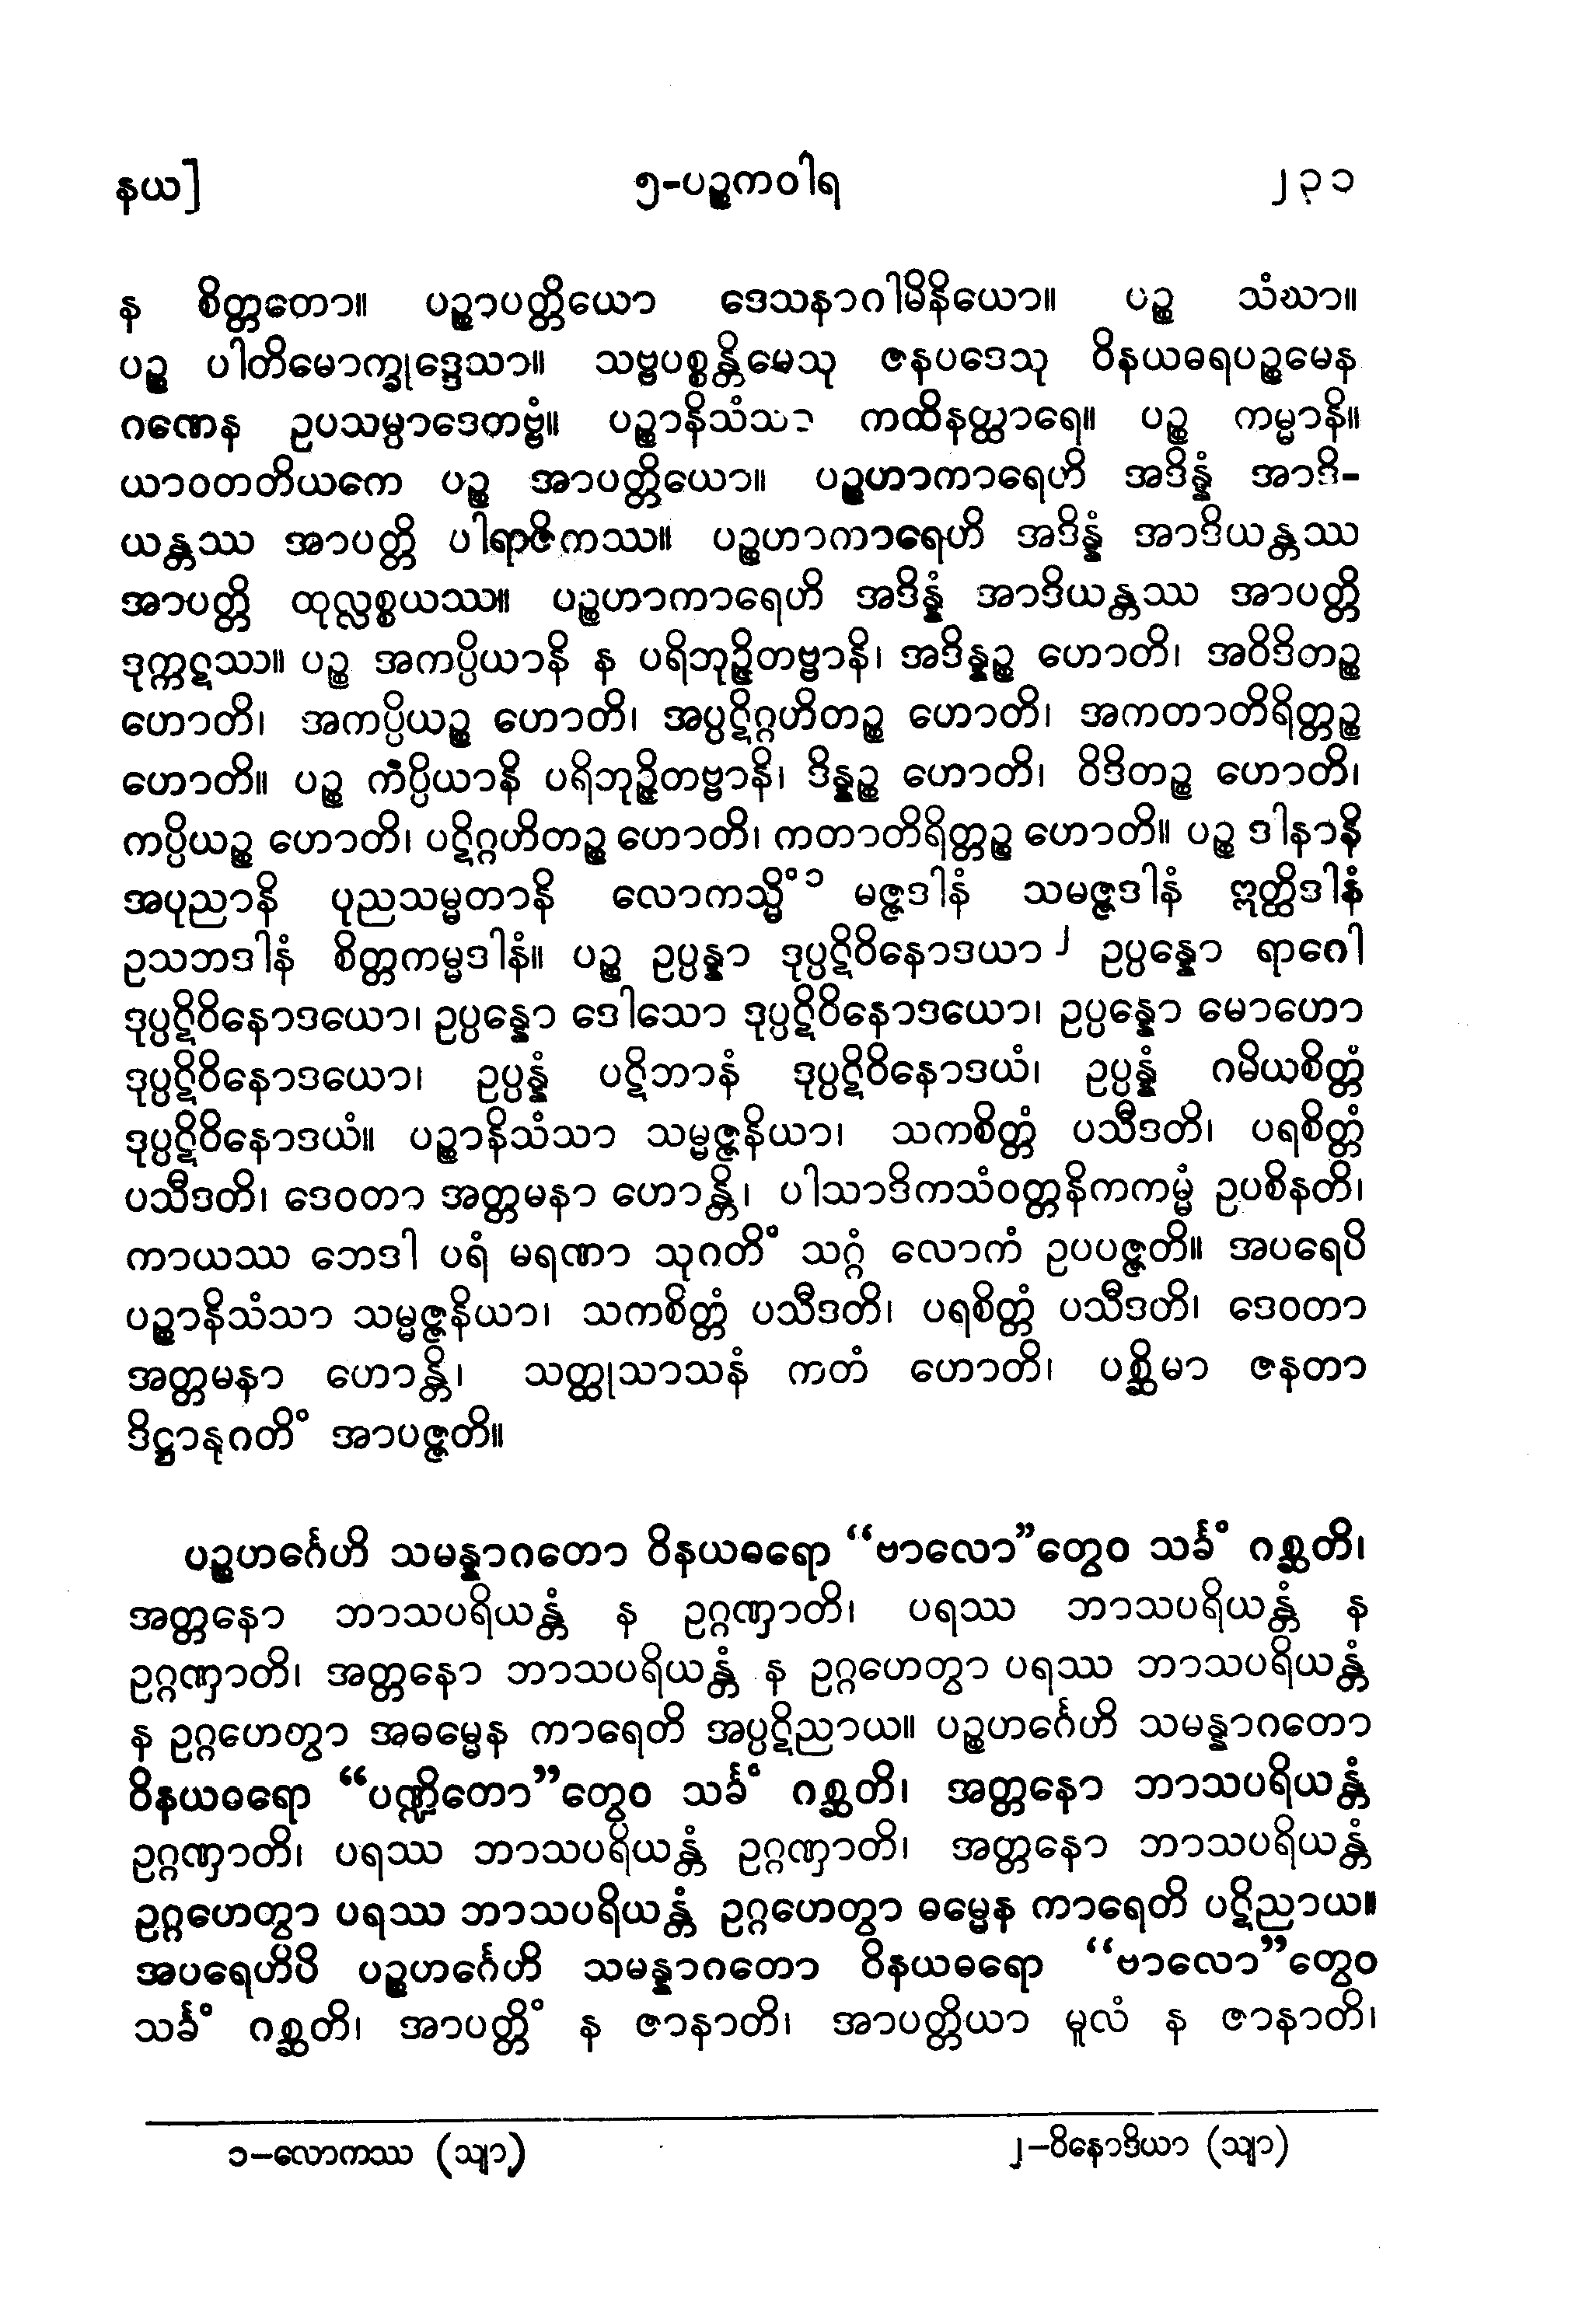 နယ] ၅-ပဉ္စကဝါရ ၂၃၁
န စိတ္တတော။ ပဉ္စာပတ္တိယော ဒေသနာဂါမိနိယော။ ပဉ္စ သံဃာ။
ပဉ္စ ပါတိမောက္ခုဒ္ဒေသာ။ သဗ္ဗပစ္စန္တိမေသု ဇနပဒေသု ဝိနယဓရပဉ္စမေန
ဂဏေန ဥပသမ္ပာဒေတဗ္ဗံ။ ပဉ္စာနိသံသာ ကထိနတ္ထာရေ။ ပဉ္စ ကမ္မာနိ။
ယာဝတတိယကေ ပဉ္စ အာပတ္တိယော။ ပဉ္စဟာကာရေဟိ အဒိန္နံ အာဒိ-
ယန္တဿ အာပတ္တိ ပါရာဇိကဿ။ ပဉ္စဟာကာရေဟိ အဒိန္နံ အာဒိယန္တဿ
အာပတ္တိ ထုလ္လစ္စယဿ။ ပဉ္စဟာကာရေဟိ အဒိန္နံ အာဒိယန္တဿ အာပတ္တိ
ဒုက္ကဋဿ။ ပဉ္စ အကပ္ပိယာနိ န ပရိဘုဉ္ဇိတဗ္ဗာနိ၊ အဒိန္နဉ္စ ဟောတိ၊ အဝိဒိတဉ္စ
ဟောတိ၊ အကပ္ပိယဉ္စ ဟောတိ၊ အပ္ပဋိဂ္ဂဟိတဉ္စ ဟောတိ၊ အကတာတိရိတ္တဉ္စ
ဟောတိ။ ပဉ္စ ကပ္ပိယာနိ ပရိဘုဉ္ဇိတဗ္ဗာနိ၊ ဒိန္နဉ္စ ဟောတိ၊ ဝိဒိတဉ္စ ဟောတိ၊
ကပ္ပိယဉ္စ ဟောတိ၊ ပဋိဂ္ဂဟိတဉ္စ ဟောတိ၊ ကတာတိရိတ္တဉ္စ ဟောတိ။ ပဉ္စ ဒါနာနိ
အပုညာနိ ပုညသမ္မတာနိ လောကသ္မိံ ၁ မဇ္ဇဒါနံ သမဇ္ဇဒါနံ ဣတ္ထိဒါနံ
ဥသဘဒါနံ စိတ္တကမ္မဒါနံ။ ပဉ္စ ဥပ္ပန္နာ ဒုပ္ပဋိဝိနောဒယာ ၂ ဥပ္ပန္နော ရာဂေါ
ဒုပ္ပဋိဝိနောဒယော၊ ဥပ္ပန္နော ဒေါသော ဒုပ္ပဋိဝိနောဒယော၊ ဥပ္ပန္နော မောဟော
ဒုပ္ပဋိဝိနောဒယော၊ ဥပ္ပန္နံ ပဋိဘာနံ ဒုပ္ပဋိဝိနောဒယံ၊ ဥပ္ပန္နံ ဂမိယစိတ္တံ
ဒုပ္ပဋိဝိနောဒယံ။ ပဉ္စာနိသံသာ သမ္မဇ္ဇနိယာ၊ သကစိတ္တံ ပသီဒတိ၊ ပရစိတ္တံ
ပသီဒတိ၊ ဒေဝတာ အတ္တမနာ ဟောန္တိ၊ ပါသာဒိကသံဝတ္တနိကကမ္မံ ဥပစိနတိ၊
ကာယဿ ဘေဒါ ပရံ မရဏာ သုဂတိံ သဂ္ဂံ လောကံ ဥပပဇ္ဇတိ။ အပရေပိ
ပဉ္စာနိသံသာ သမ္မဇ္ဇနိယာ၊ သကစိတ္တံ ပသီဒတိ၊ ပရစိတ္တံ ပသီဒတိ၊ ဒေဝတာ
အတ္တမနာ ဟောန္တိ၊ သတ္ထုသာသနံ ကတံ ဟောတိ၊ ပစ္ဆိမာ ဇနတာ
ဒိဋ္ဌာနုဂတိံ အာပဇ္ဇတိ။
ပဉ္စဟင်္ဂေဟိ သမန္နာဂတော ဝိနယဓရော “ဗာလော”တွေဝ သင်္ခံ ဂစ္ဆတိ၊
အတ္တနော ဘာသပရိယန္တံ န ဥဂ္ဂဏှာတိ၊ ပရဿ ဘာသပရိယန္တံ န
ဥဂ္ဂဏှာတိ၊ အတ္တနော ဘာသပရိယန္တံ န ဥဂ္ဂဟေတွာ ပရဿ ဘာသပရိယန္တံ
န ဥဂ္ဂဟေတွာ အဓမ္မေန ကာရေတိ အပ္ပဋိညာယ။ ပဉ္စဟင်္ဂေဟိ သမန္နာဂတော
ဝိနယဓရော “ပဏ္ဍိတော”တွေဝ သင်္ခံ ဂစ္ဆတိ၊ အတ္တနော ဘာသပရိယန္တံ
ဥဂ္ဂဏှာတိ၊ ပရဿ ဘာသပရိယန္တံ ဥဂ္ဂဏှာတိ၊ အတ္တနော ဘာသပရိယန္တံ
ဥဂ္ဂဟေတွာ ပရဿ ဘာသပရိယန္တံ ဥဂ္ဂဟေတွာ ဓမ္မေန ကာရေတိ ပဋိညာယ။
အပရေဟိပိ ပဉ္စဟင်္ဂေဟိ သမန္နာဂတော ဝိနယဓရော “ဗာလော”တွေဝ
သင်္ခံ ဂစ္ဆတိ၊ အာပတ္တိံ န ဇာနာတိ၊ အာပတ္တိယာ မူလံ န ဇာနာတိ၊
၁-လောကဿ (သျာ) ၂-ဝိနောဒိယာ (သျာ)